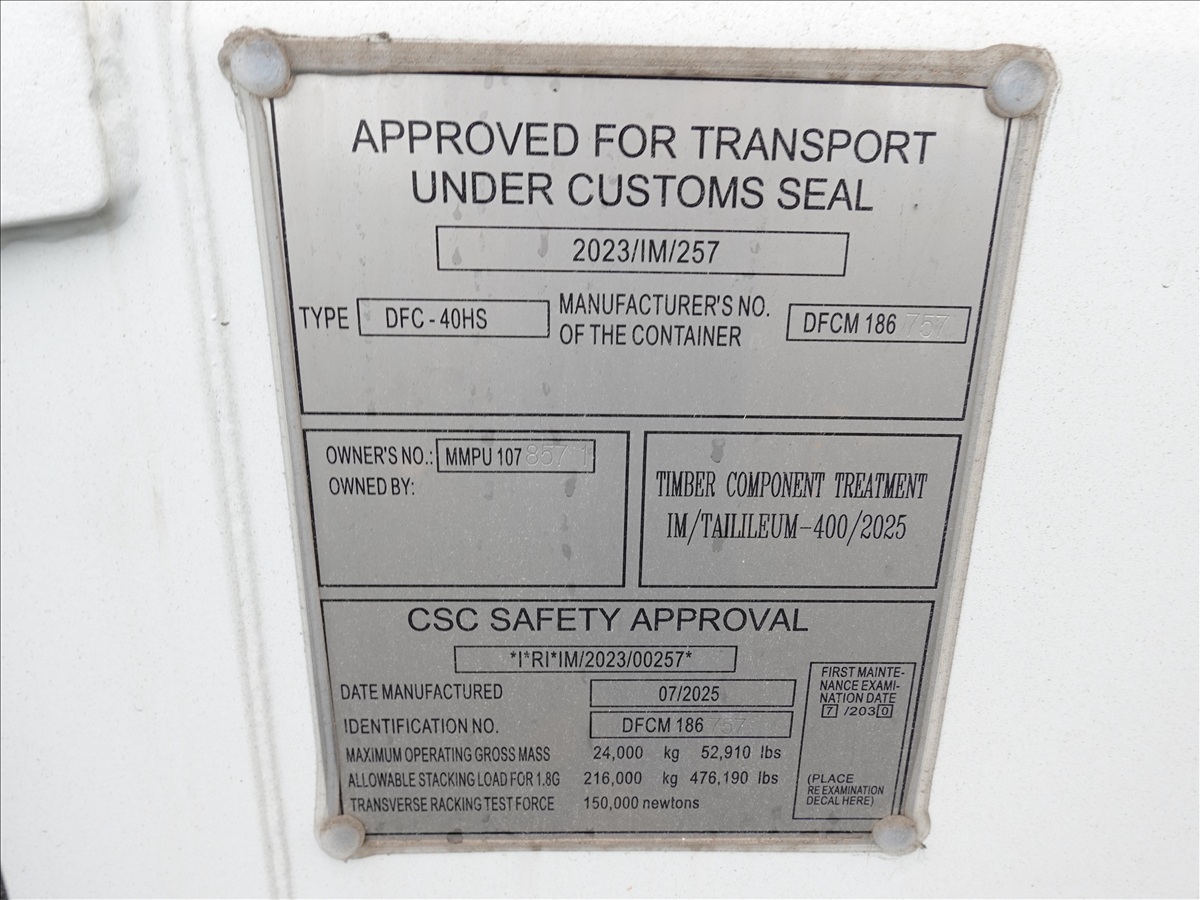 APPROVED FOR TRANSPORT
UNDER CUSTOMS SEAL
2023/IM/257
TYPE DFC-40HS MANUFACTURER'S NO.
OF THE CONTAINER DFCM 186757
OWNER'S NO.: MMPU 107 857 1
OWNED BY:
TIMBER COMPONENT TREATMENT
IM/TAILILEUM-400/2025
CSC SAFETY APPROVAL
*I*RI*IM/2023/00257*
DATE MANUFACTURED 07/2025
IDENTIFICATION NO. DFCM 186757
MAXIMUM OPERATING GROSS MASS 24,000 kg 52,910 lbs
ALLOWABLE STACKING LOAD FOR 1.8G 216,000 kg 476,190 lbs
TRANSVERSE RACKING TEST FORCE 150,000 newtons
FIRST MAINTE-
NANCE EXAMI-
NATION DATE
7 /2030
(PLACE
RE EXAMINATION
DECAL HERE)